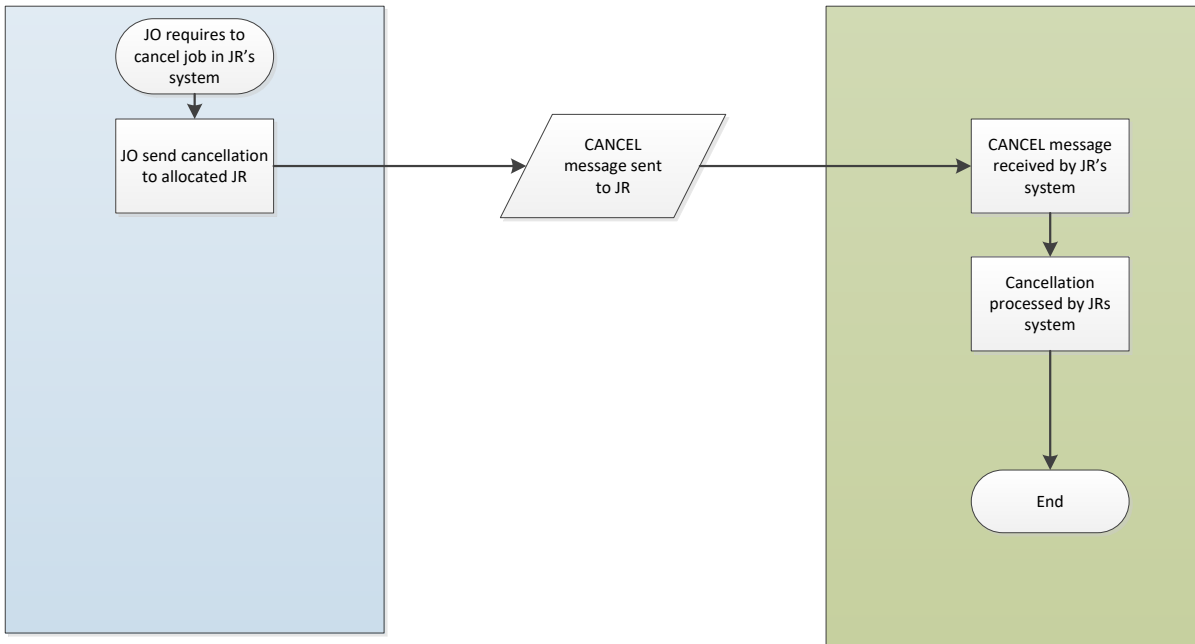 JO requires to
cancel job in JR’s
system
JO send cancellation
to allocated JR
CANCEL
message sent
to JR
CANCEL message
received by JR’s
system
Cancellation
processed by JRs
system
End